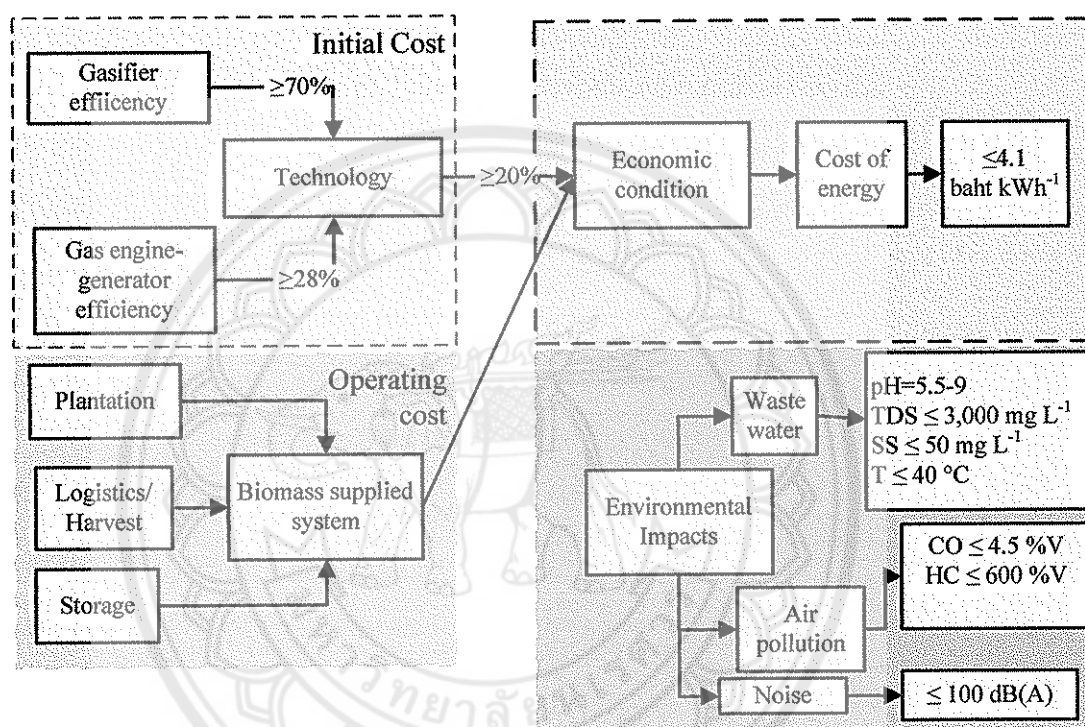 Initial Cost
Gasifier
effiicency
≥70%
Technology
≥20%
Gas engine-
generator
efficiency
≥28%
Economic
condition
Cost of
energy
≤4.1
baht kWh⁻¹
Plantation
Operating
cost
Logistics/
Harvest
Biomass supplied
system
Storage
Waste
water
pH=5.5-9
TDS ≤ 3,000 mg L⁻¹
SS ≤ 50 mg L⁻¹
T ≤ 40 °C
Environmental
Impacts
CO ≤ 4.5 %V
HC ≤ 600 %V
Air
pollution
Noise
≤ 100 dB(A)